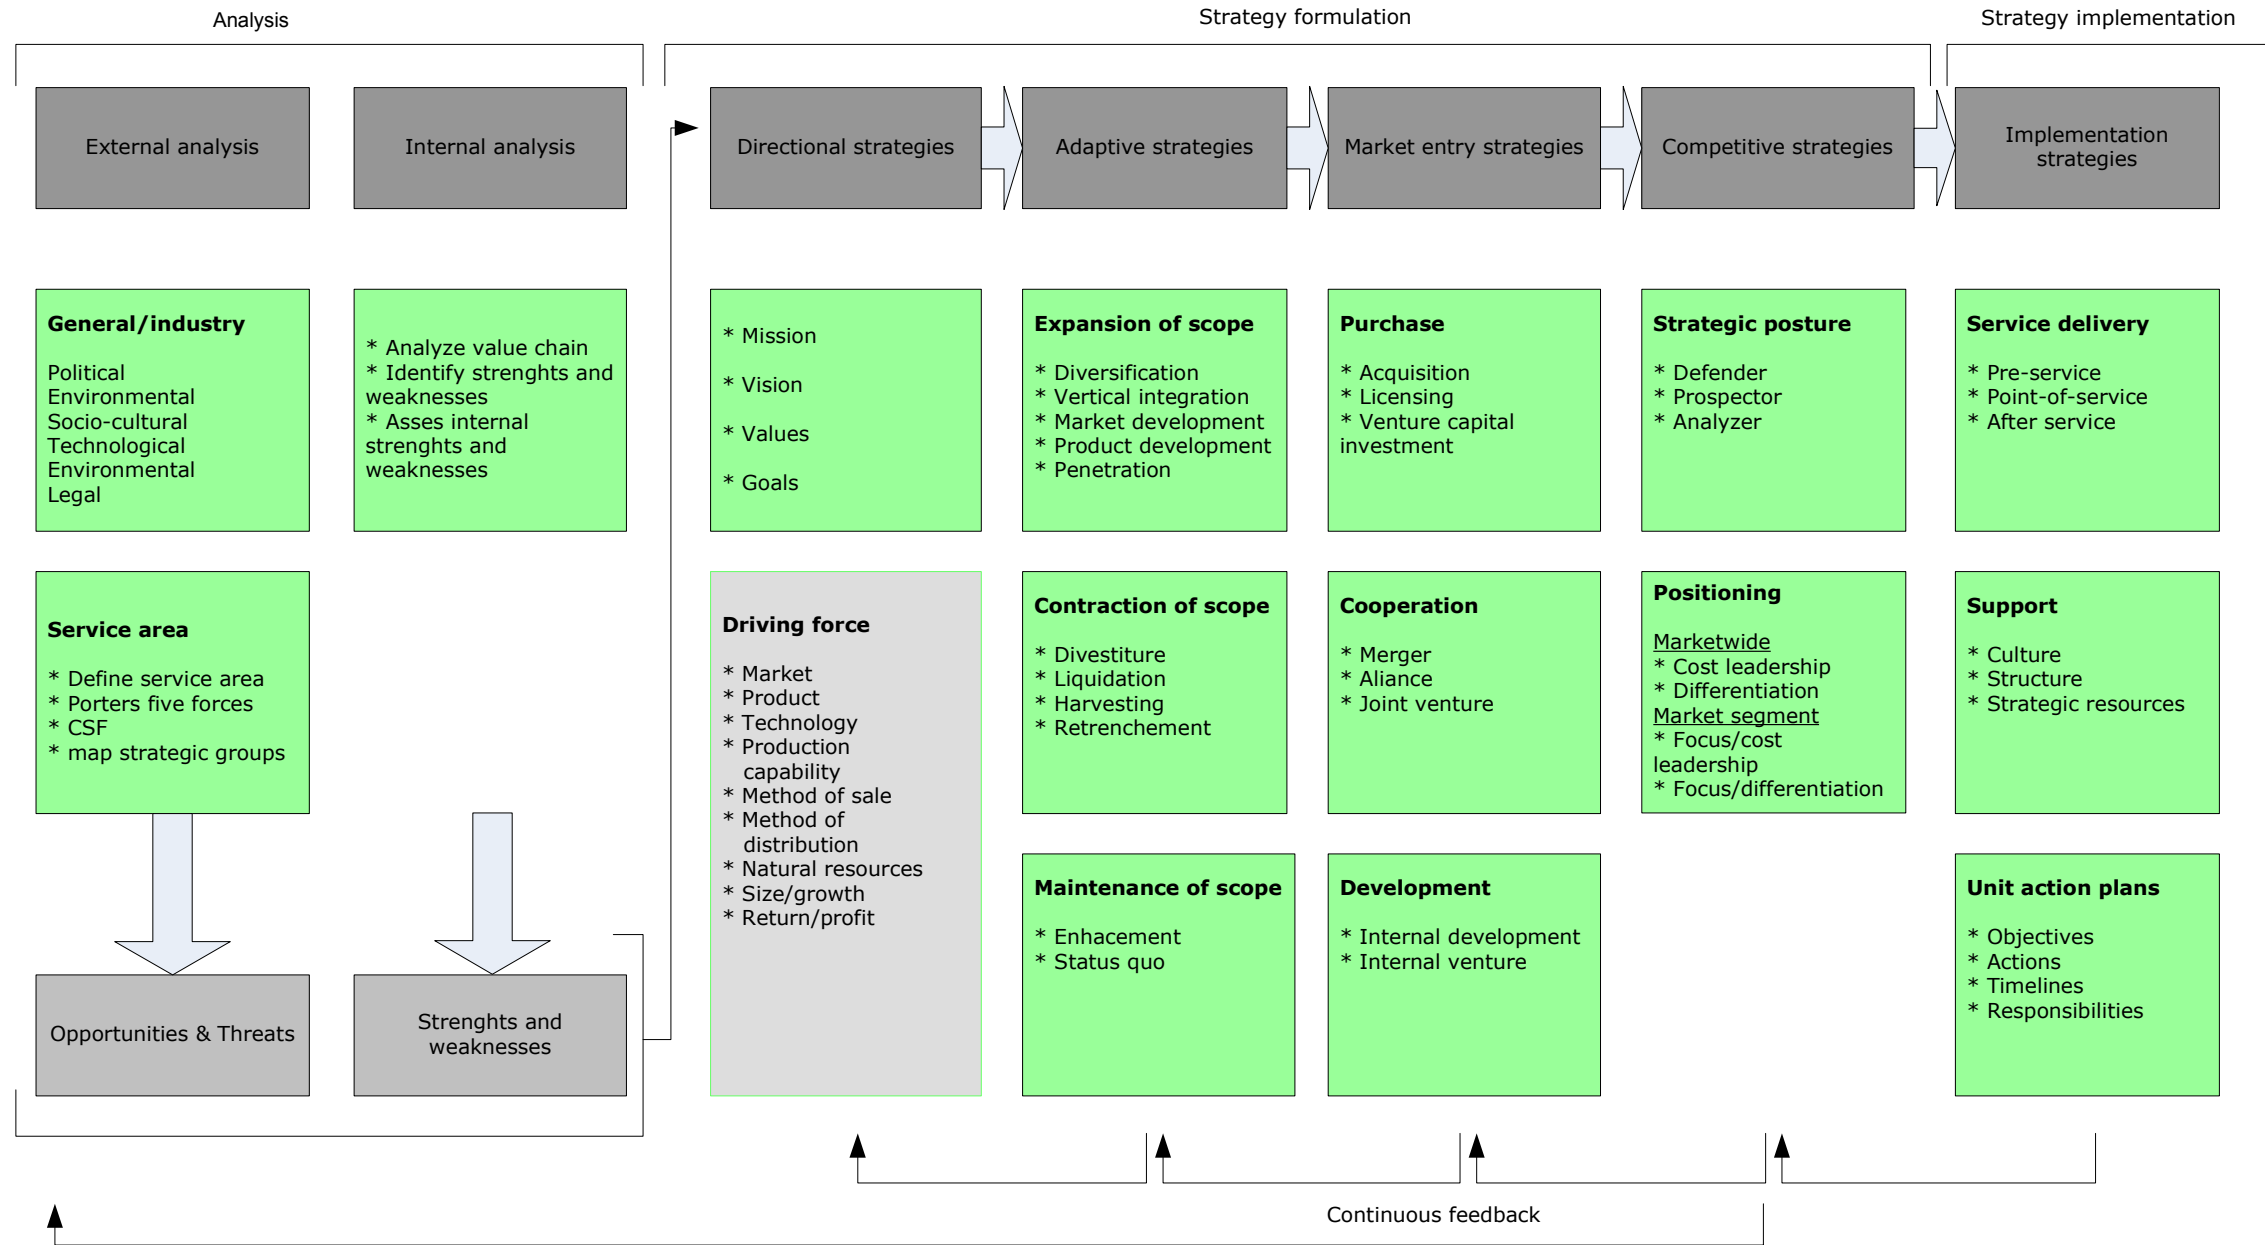 Analysis
Strategy formulation
Strategy implementation
External analysis
Internal analysis
Directional strategies
Adaptive strategies
Market entry strategies
Competitive strategies
Implementation
strategies
General/industry
Political
Environmental
Socio-cultural
Technological
Environmental
Legal
* Analyze value chain
* Identify strenghts and
weaknesses
* Asses internal
strenghts and
weaknesses
* Mission
* Vision
* Values
* Goals
Expansion of scope
* Diversification
* Vertical integration
* Market development
* Product development
* Penetration
Purchase
* Acquisition
* Licensing
* Venture capital
investment
Strategic posture
* Defender
* Prospector
* Analyzer
Service delivery
* Pre-service
* Point-of-service
* After service
Service area
* Define service area
* Porters five forces
* CSF
* map strategic groups
Driving force
* Market
* Product
* Technology
* Production
capability
* Method of sale
* Method of
distribution
* Natural resources
* Size/growth
* Return/profit
Contraction of scope
* Divestiture
* Liquidation
* Harvesting
* Retrenchement
Cooperation
* Merger
* Aliance
* Joint venture
Positioning
Marketwide
* Cost leadership
* Differentiation
Market segment
* Focus/cost
leadership
* Focus/differentiation
Support
* Culture
* Structure
* Strategic resources
Maintenance of scope
* Enhacement
* Status quo
Development
* Internal development
* Internal venture
Unit action plans
* Objectives
* Actions
* Timelines
* Responsibilities
Opportunities & Threats
Strenghts and
weaknesses
Continuous feedback